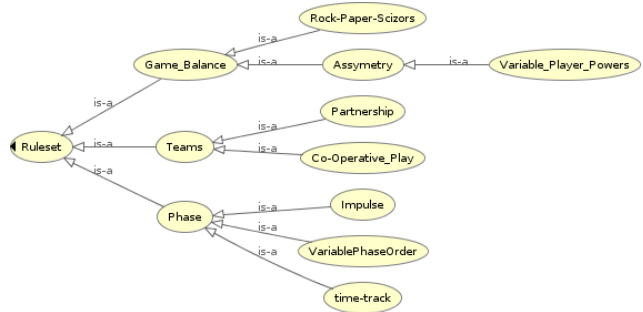 Rock-Paper-Scizors
is-a
Game_Balance
is-a
Assymetry
is-a
Variable_Player_Powers
is-a
Partnership
is-a
Ruleset
is-a
Teams
is-a
Co-Operative_Play
is-a
Impulse
Phase
is-a
is-a
VariablePhaseOrder
is-a
time-track